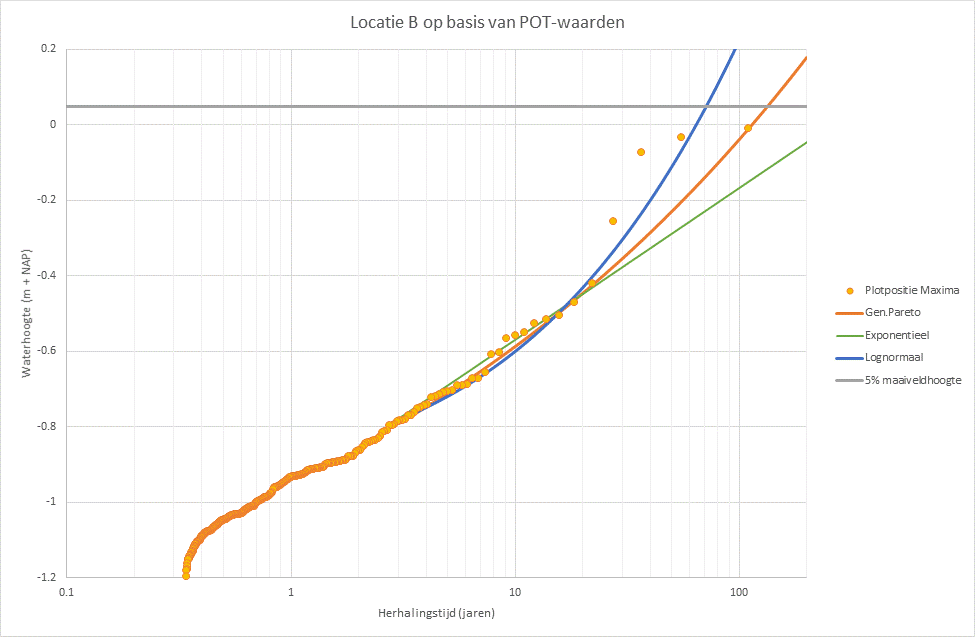 Locatie B op basis van POT-waarden
Waterhoogte (m + NAP)
0.2
0
-0.2
-0.4
-0.6
-0.8
-1
-1.2
0.1
1
10
100
Herhalingstijd (jaren)
Plotpositie Maxima
Gen.Pareto
Exponentieel
Lognormaal
5% maaiveldhoogte